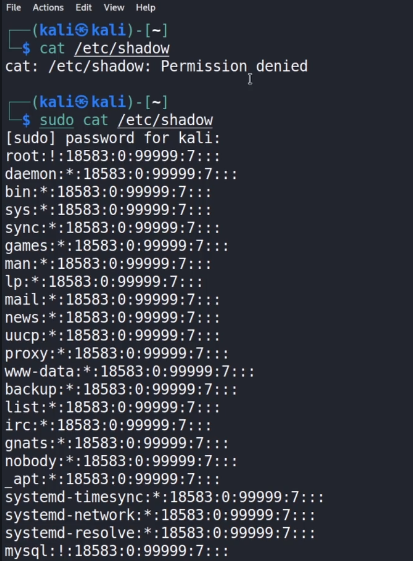 File Actions Edit View Help
┌──(kali㉿kali)-[~]
└─$ cat /etc/shadow
cat: /etc/shadow: Permission denied
┌──(kali㉿kali)-[~]
└─$ sudo cat /etc/shadow
[sudo] password for kali:
root:!:18583:0:99999:7:::
daemon:*:18583:0:99999:7:::
bin:*:18583:0:99999:7:::
sys:*:18583:0:99999:7:::
sync:*:18583:0:99999:7:::
games:*:18583:0:99999:7:::
man:*:18583:0:99999:7:::
lp:*:18583:0:99999:7:::
mail:*:18583:0:99999:7:::
news:*:18583:0:99999:7:::
uucp:*:18583:0:99999:7:::
proxy:*:18583:0:99999:7:::
www-data:*:18583:0:99999:7:::
backup:*:18583:0:99999:7:::
list:*:18583:0:99999:7:::
irc:*:18583:0:99999:7:::
gnats:*:18583:0:99999:7:::
nobody:*:18583:0:99999:7:::
_apt:*:18583:0:99999:7:::
systemd-timesync:*:18583:0:99999:7:::
systemd-network:*:18583:0:99999:7:::
systemd-resolve:*:18583:0:99999:7:::
mysql:!:18583:0:99999:7:::